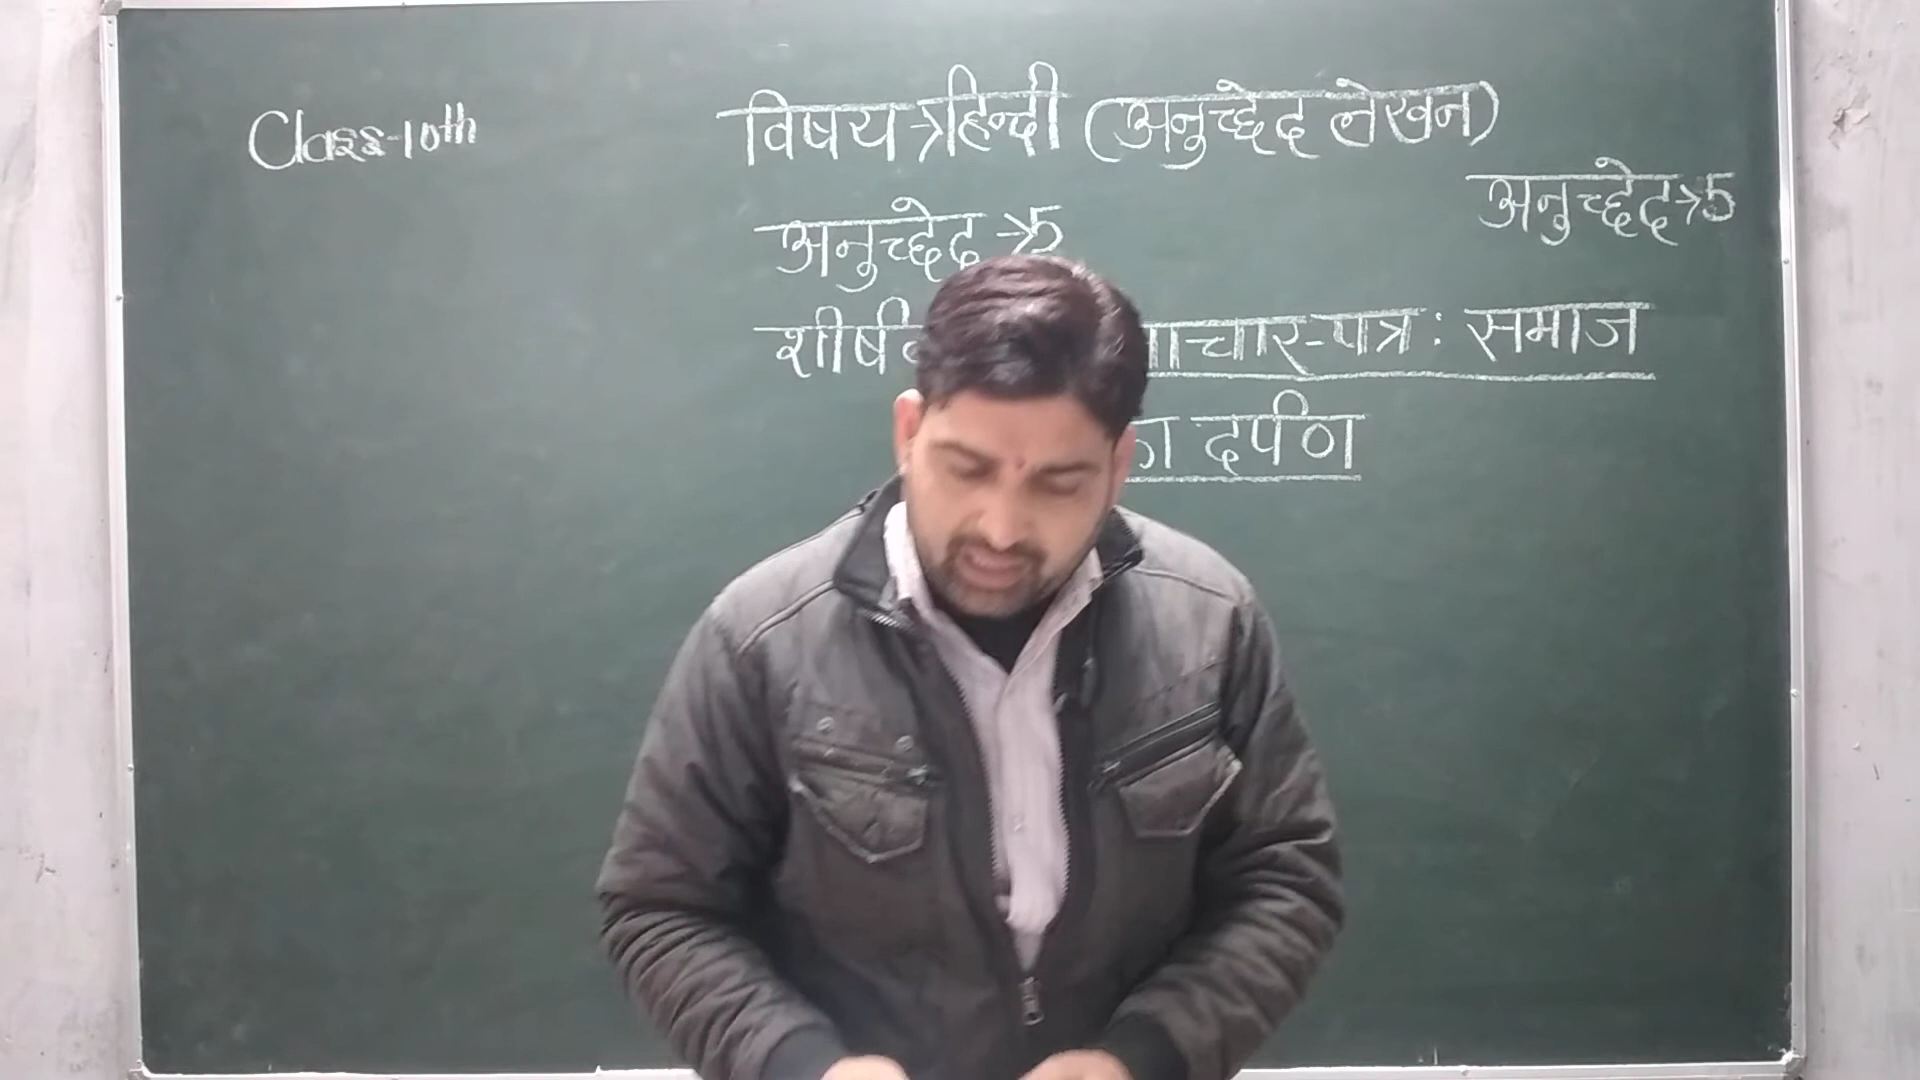 Class-10th
विषय→हिन्दी (अनुच्छेद लेखन)
अनुच्छेद→5
अनुच्छेद→5
पत्र: समाज
दर्पण